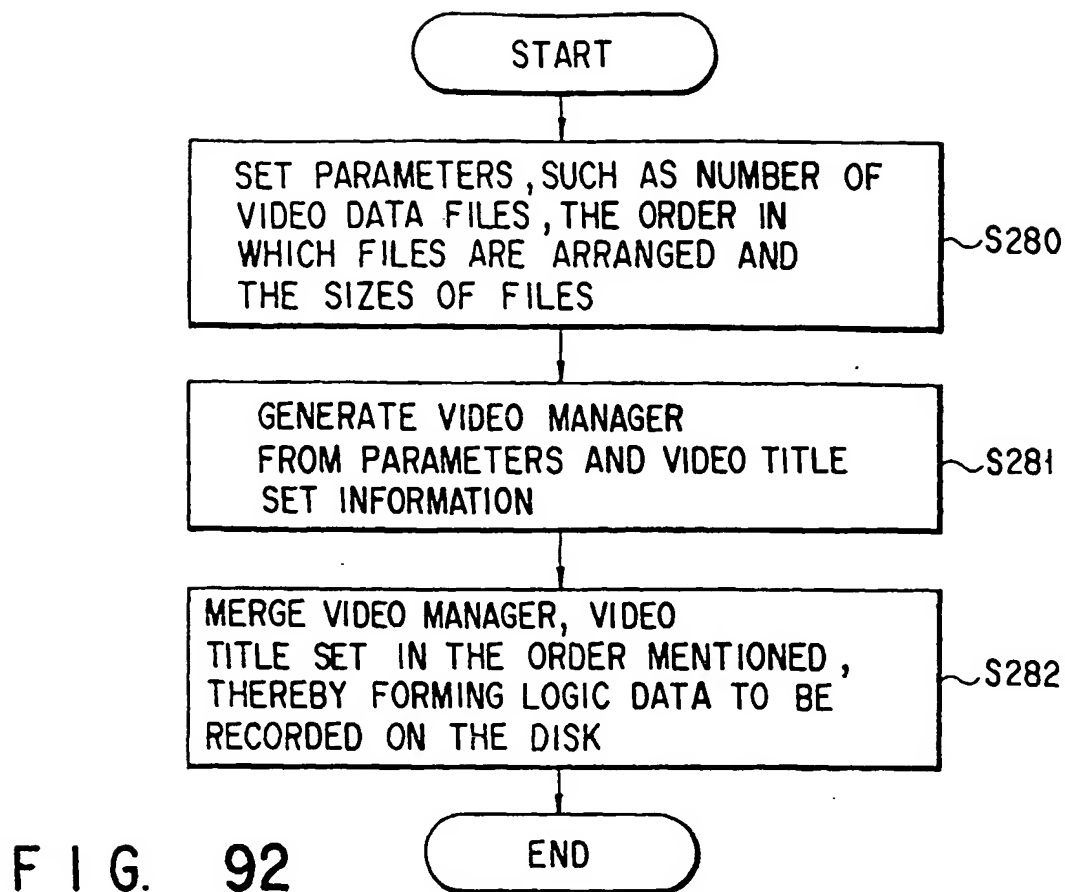 START
SET PARAMETERS, SUCH AS NUMBER OF
VIDEO DATA FILES, THE ORDER IN
WHICH FILES ARE ARRANGED AND
THE SIZES OF FILES
S280
GENERATE VIDEO MANAGER
FROM PARAMETERS AND VIDEO TITLE
SET INFORMATION
S281
MERGE VIDEO MANAGER, VIDEO
TITLE SET IN THE ORDER MENTIONED,
THEREBY FORMING LOGIC DATA TO BE
RECORDED ON THE DISK
S282
END
FIG. 92